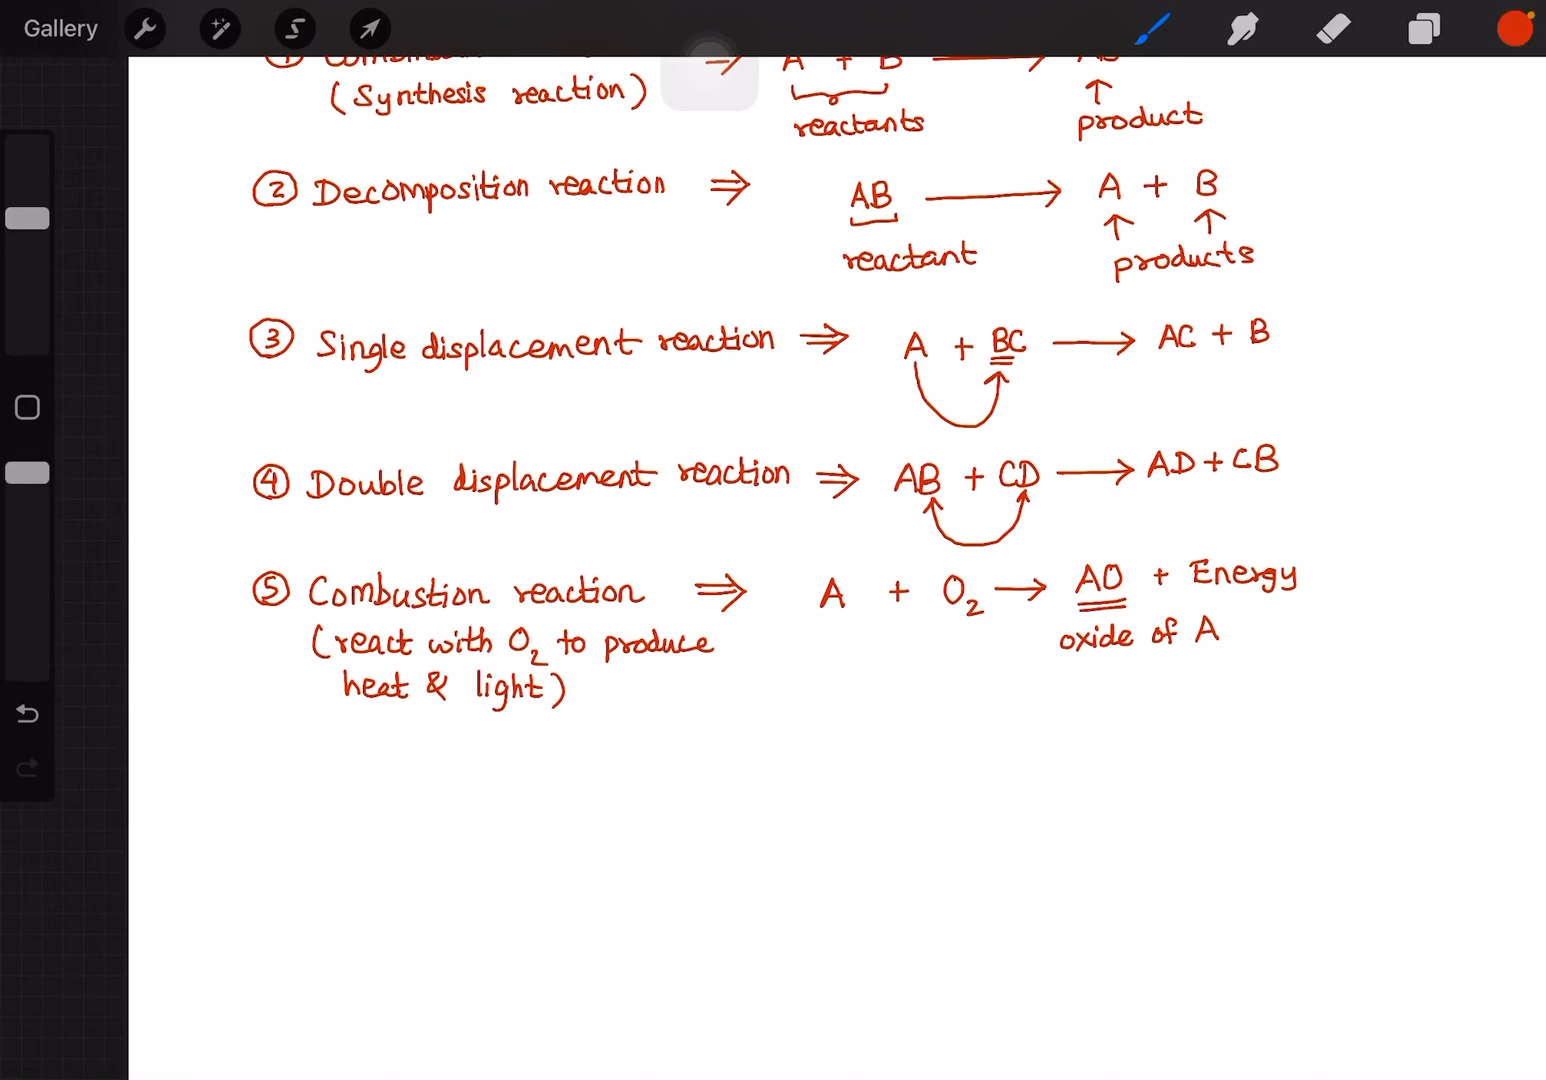 Gallery
(Synthesis reaction)
reactants
product
② Decomposition reaction ⇒ AB ⟶ A + B
reactant
products
③ Single displacement reaction ⇒ A + BC ⟶ AC + B
④ Double displacement reaction ⇒ AB + CD ⟶ AD + CB
⑤ Combustion reaction ⇒ A + O₂ ⟶ AO + Energy
(react with O₂ to produce
oxide of A
heat & light)